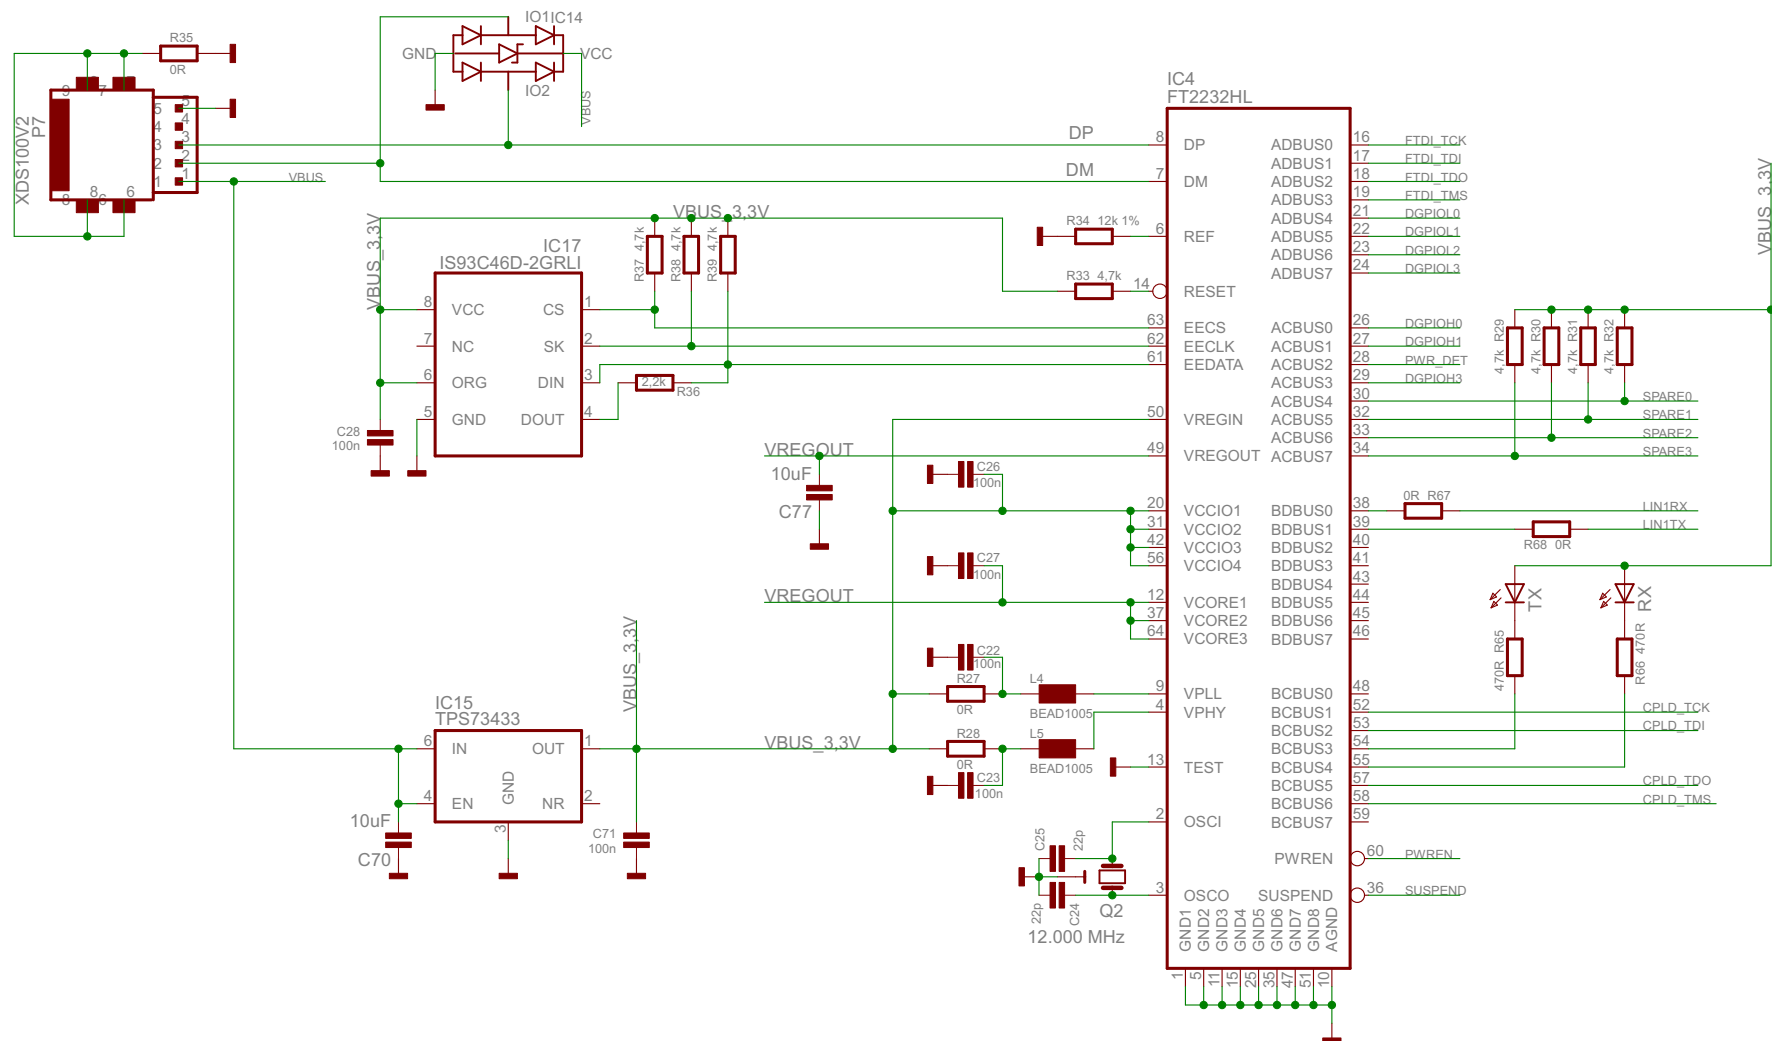 R35
0R
P7
XDS100V2
9
7
5
4
3
2
1
5
4
3
2
1
8
8
6
6
VBUS
IO1
IC14
GND
VCC
IO2
VBUS
DP
DM
VBUS_3,3V
VBUS_3,3V
R37 4,7k
R38 4,7k
R39 4,7k
IC17
IS93C46D-2GRLI
8 VCC CS 1
7 NC SK 2
6 ORG DIN 3
5 GND DOUT 4
2,2k
R36
C28
100n
R34 12k 1%
R33 4,7k
IC4
FT2232HL
8 DP ADBUS0 16 FTDI_TCK
ADBUS1 17 FTDI_TDI
7 DM ADBUS2 18 FTDI_TDO
ADBUS3 19 FTDI_TMS
ADBUS4 21 DGPIOL0
6 REF ADBUS5 22 DGPIOL1
ADBUS6 23 DGPIOL2
ADBUS7 24 DGPIOL3
14 RESET
63 EECS ACBUS0 26 DGPIOH0
62 EECLK ACBUS1 27 DGPIOH1
61 EEDATA ACBUS2 28 PWR_DET
ACBUS3 29 DGPIOH3
ACBUS4 30 SPARE0
50 VREGIN ACBUS5 32 SPARE1
ACBUS6 33 SPARE2
49 VREGOUT ACBUS7 34 SPARE3
20 VCCIO1 BDBUS0 38
31 VCCIO2 BDBUS1 39
42 VCCIO3 BDBUS2 40
56 VCCIO4 BDBUS3 41
BDBUS4 43
12 VCORE1 BDBUS5 44
37 VCORE2 BDBUS6 45
64 VCORE3 BDBUS7 46
9 VPLL BCBUS0 48
4 VPHY BCBUS1 52 CPLD_TCK
BCBUS2 53 CPLD_TDI
BCBUS3 54
13 TEST BCBUS4 55
BCBUS5 57 CPLD_TDO
BCBUS6 58 CPLD_TMS
2 OSCI BCBUS7 59
PWREN 60 PWREN
3 OSCO SUSPEND 36 SUSPEND
GND1
GND2
GND3
GND4
GND5
GND6
GND7
GND8
AGND
1
5
11
15
25
35
47
51
10
VBUS_3,3V
4,7k R29
4,7k R30
4,7k R31
4,7k R32
0R R67
LIN1RX
R68 0R
LIN1TX
TX
RX
470R R65
R66 470R
VREGOUT
10uF
C77
C26
100n
C27
100n
VREGOUT
C22
100n
R27
0R
L4
BEAD1005
VBUS_3,3V
R28
0R
L5
BEAD1005
C23
100n
C25
22p
22p
C24
Q2
12.000 MHz
VBUS_3,3V
IC15
TPS73433
6 IN OUT 1
4 EN GND NR 2
3
10uF
C70
C71
100n